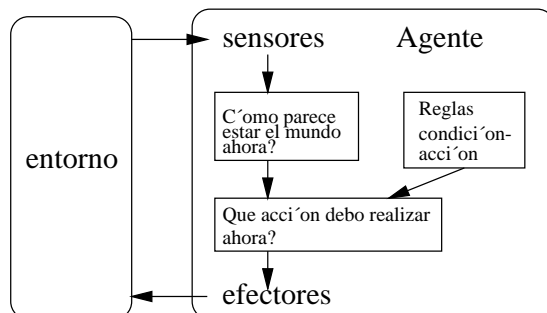 sensores
Agente
C´omo parece
estar el mundo
ahora?
Reglas
condici´on-
acci´on
entorno
Que acci´on debo realizar
ahora?
efectores